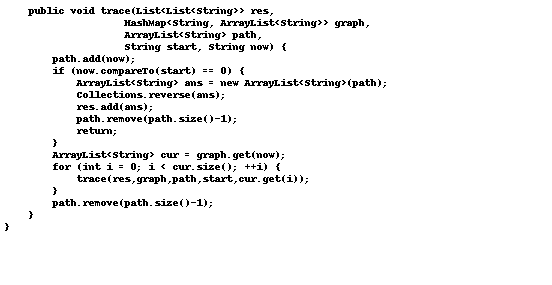 public void trace(List<List<String>> res,
HashMap<String, ArrayList<String>> graph,
ArrayList<String> path,
String start, String now) {
path.add(now);
if (now.compareTo(start) == 0) {
ArrayList<String> ans = new ArrayList<String>(path);
Collections.reverse(ans);
res.add(ans);
path.remove(path.size()-1);
return;
}
ArrayList<String> cur = graph.get(now);
for (int i = 0; i < cur.size(); ++i) {
trace(res,graph,path,start,cur.get(i));
}
path.remove(path.size()-1);
}
}